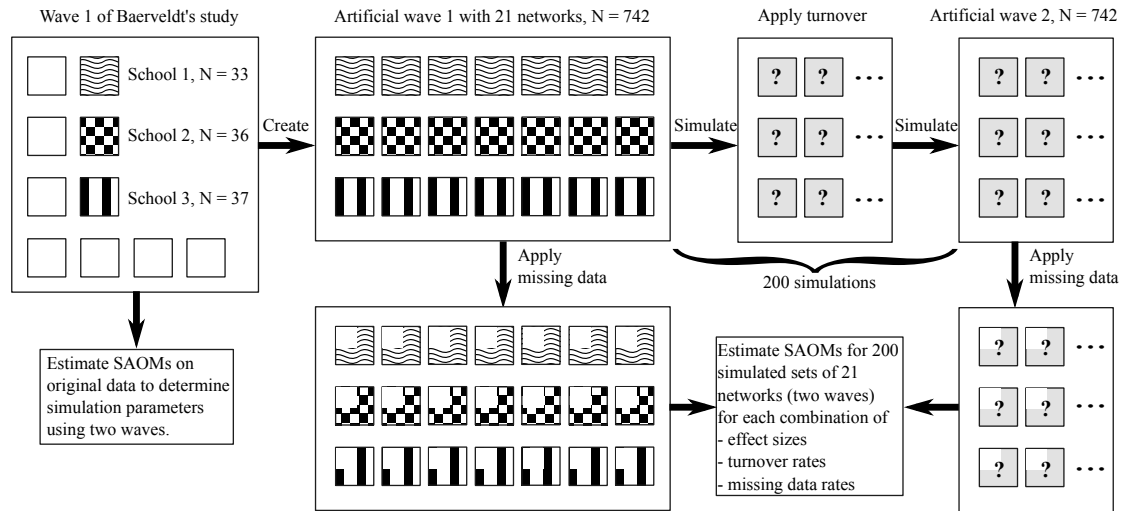 Wave 1 of Baerveldt's study
School 1, N = 33
School 2, N = 36
School 3, N = 37
Create
Artificial wave 1 with 21 networks, N = 742
Simulate
Apply turnover
? ? ...
? ? ...
? ? ...
Simulate
Artificial wave 2, N = 742
? ? ...
? ? ...
? ? ...
200 simulations
Apply
missing data
Apply
missing data
Estimate SAOMs on
original data to determine
simulation parameters
using two waves.
Estimate SAOMs for 200
simulated sets of 21
networks (two waves)
for each combination of
- effect sizes
- turnover rates
- missing data rates
? ? ...
? ? ...
? ? ...